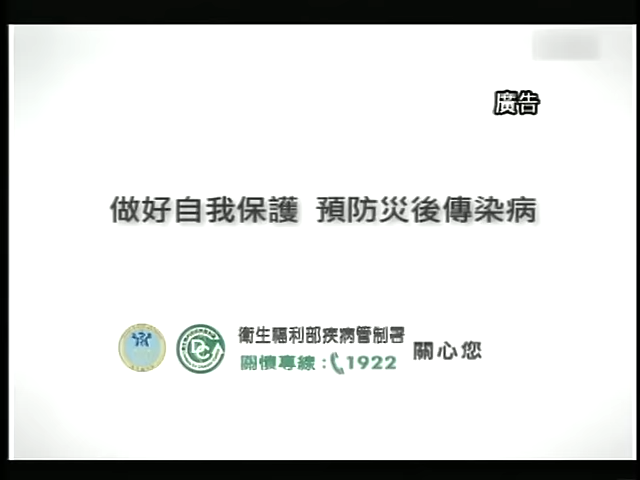 廣告
做好自我保護 預防災後傳染病
衛生福利部疾病管制署
關懷專線：1922
關心您